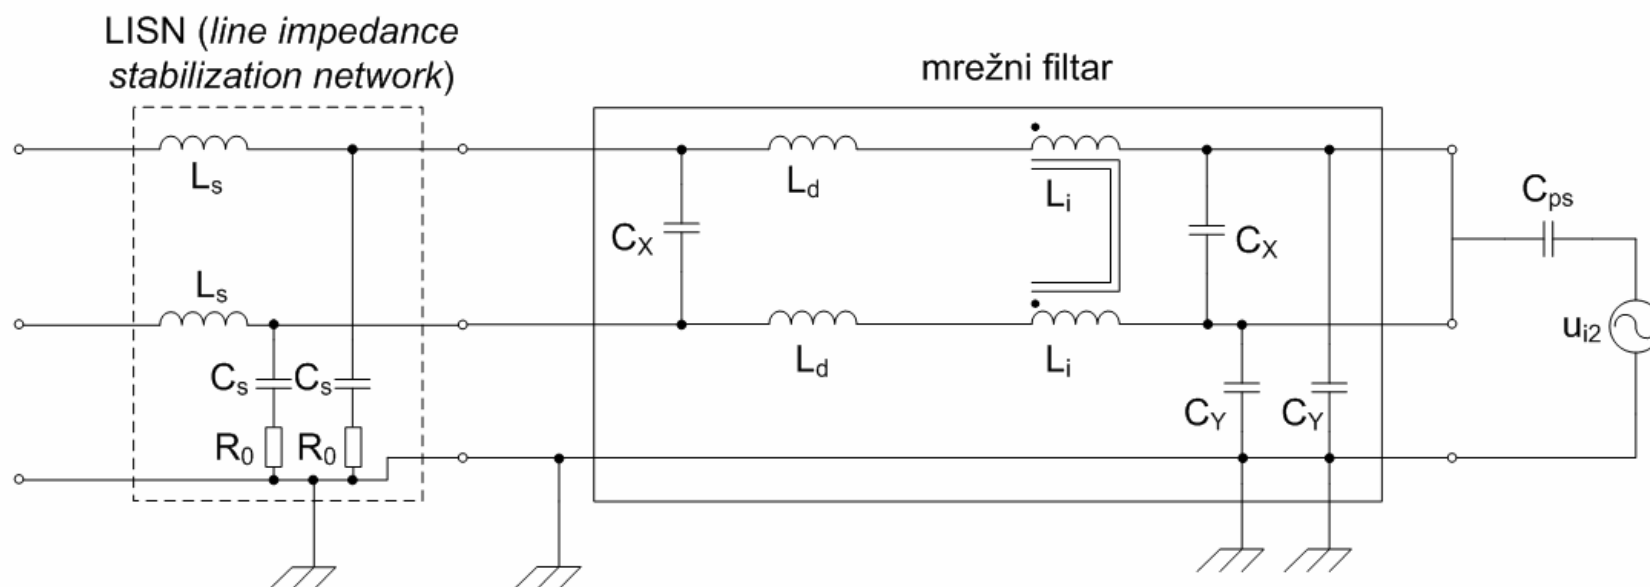 LISN (line impedance
stabilization network)
mrežni filtar
Ls
Ld
Li
Cps
CX
CX
Ls
ui2
Cs
Cs
Ld
Li
CY
CY
R0
R0